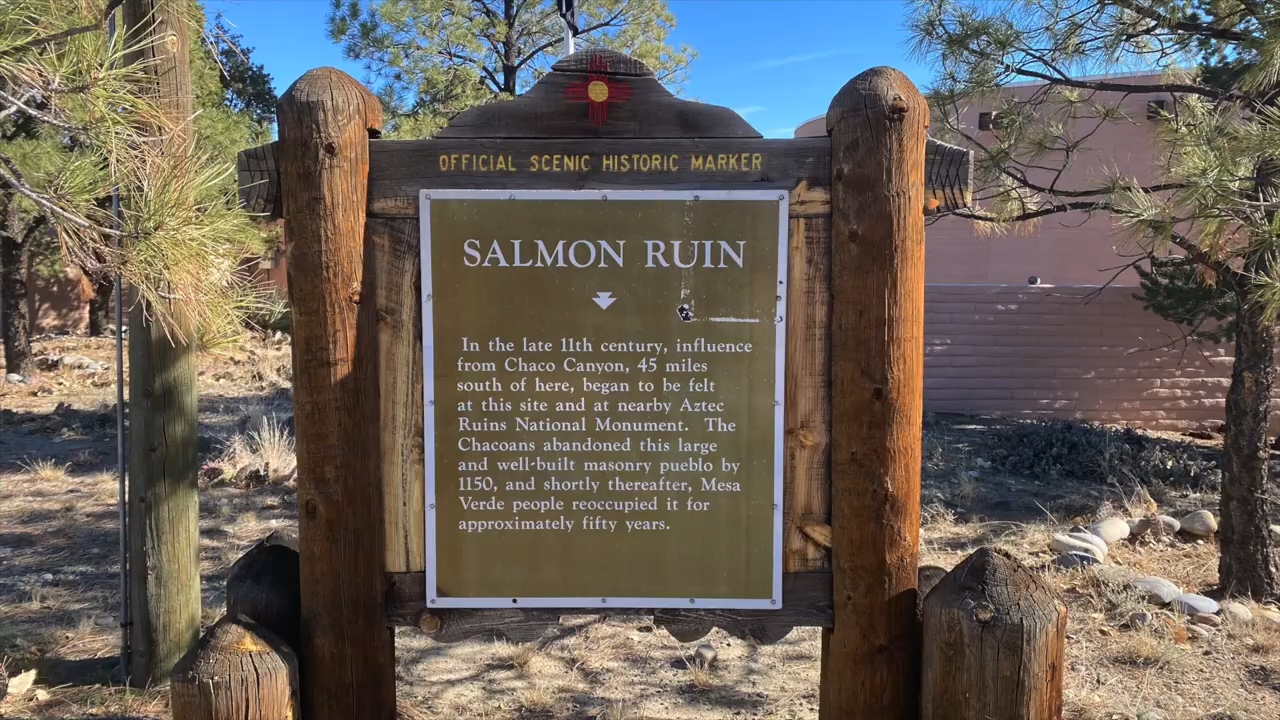 OFFICIAL SCENIC HISTORIC MARKER
SALMON RUIN
In the late 11th century, influence
from Chaco Canyon, 45 miles
south of here, began to be felt
at this site and at nearby Aztec
Ruins National Monument. The
Chacoans abandoned this large
and well-built masonry pueblo by
1150, and shortly thereafter, Mesa
Verde people reoccupied it for
approximately fifty years.